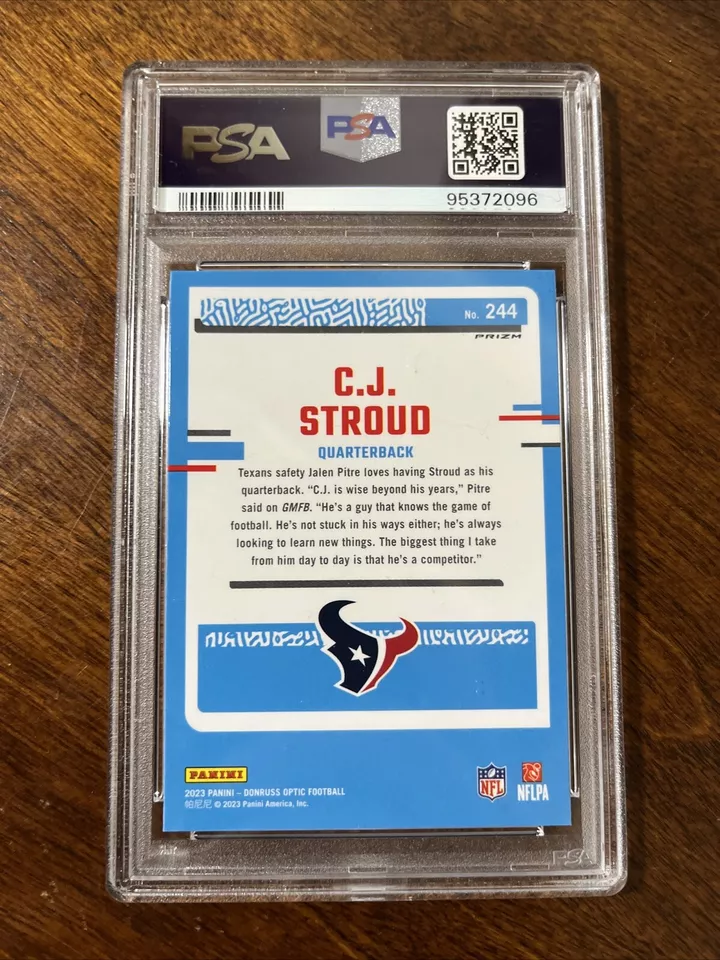 PSA
PSA
95372096
No. 244
PRIZM
C.J.
STROUD
QUARTERBACK
Texans safety Jalen Pitre loves having Stroud as his
quarterback. “C.J. is wise beyond his years,” Pitre
said on GMFB. “He’s a guy that knows the game of
football. He’s not stuck in his ways either; he’s always
looking to learn new things. The biggest thing I take
from him day to day is that he’s a competitor.”
PANINI
2023 PANINI – DONRUSS OPTIC FOOTBALL
帕尼尼 © 2023 Panini America, Inc.
NFL
NFLPA
PSA